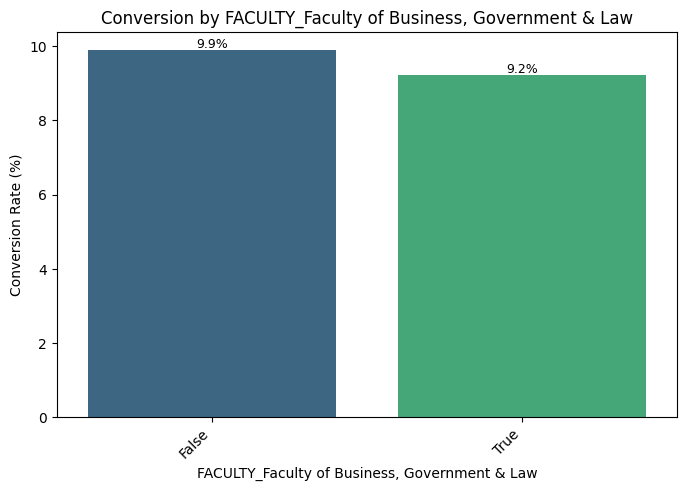 Conversion by FACULTY_Faculty of Business, Government & Law
Conversion Rate (%)
10
8
6
4
2
0
9.9%
9.2%
False
True
FACULTY_Faculty of Business, Government & Law